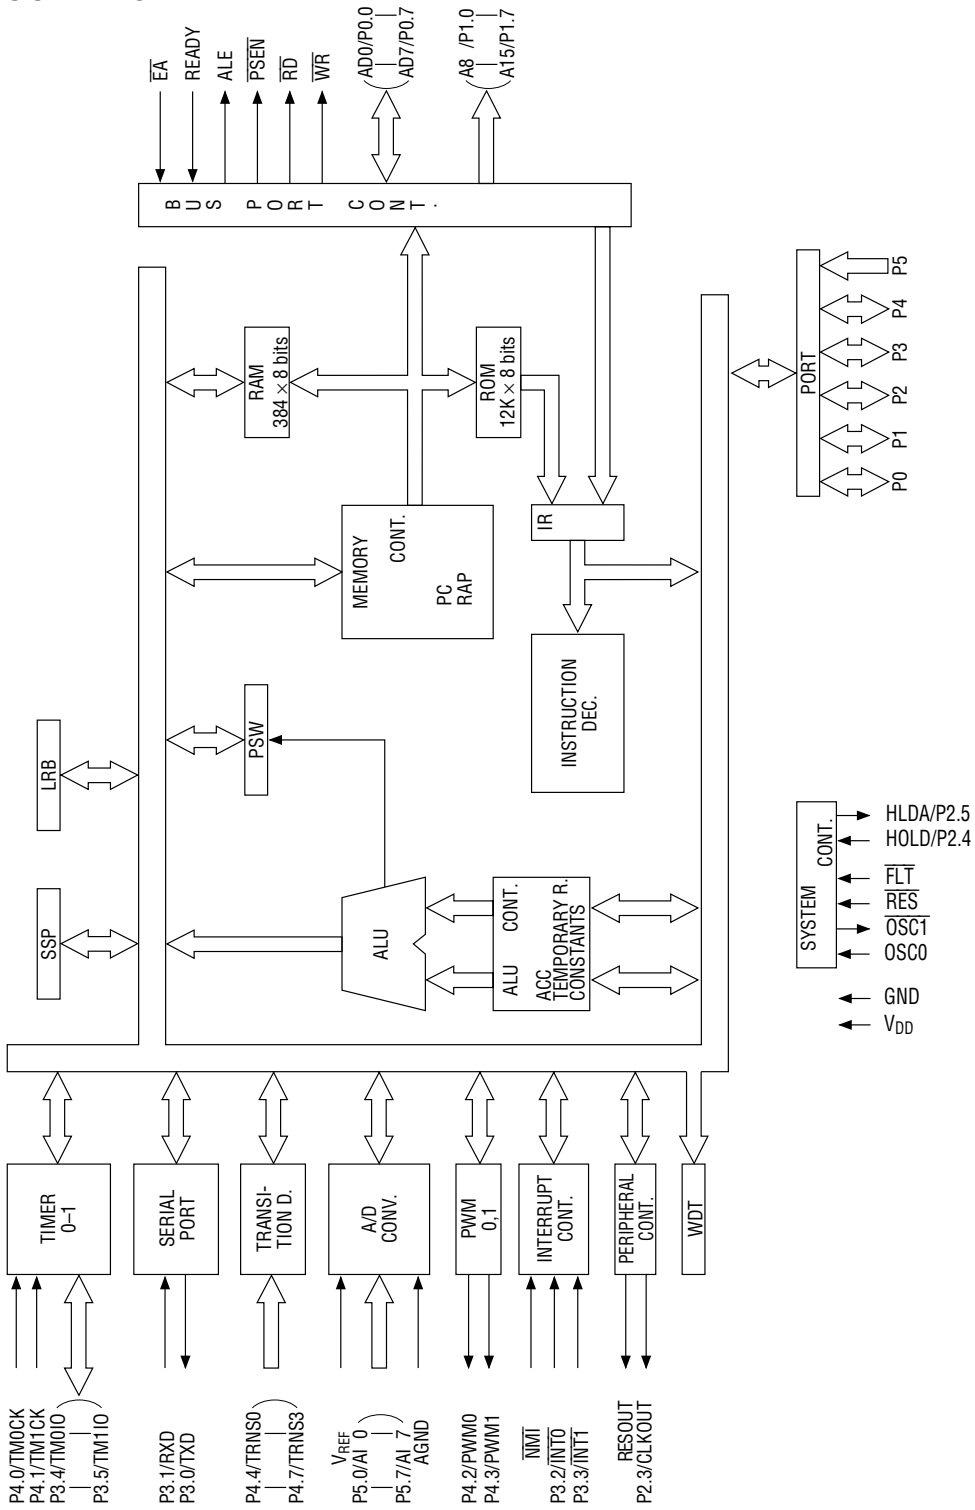 EA
READY
ALE
PSEN
RD
WR
AD0/P0.0
AD7/P0.7
A8 /P1.0
A15/P1.7
BUS PORT CONT.
RAM
384 × 8 bits
ROM
12K × 8 bits
MEMORY
CONT.
PC
RAP
IR
INSTRUCTION
DEC.
PORT
P0
P1
P2
P3
P4
P5
LRB
SSP
PSW
ALU
ALU CONT.
ACC
TEMPORARY R.
CONSTANTS
SYSTEM
CONT.
HLDA/P2.5
HOLD/P2.4
FLT
RES
OSC1
OSC0
GND
VDD
TIMER
0–1
SERIAL
PORT
TRANSI-
TION D.
A/D
CONV.
PWM
0,1
INTERRUPT
CONT.
PERIPHERAL
CONT.
WDT
P4.0/TM0CK
P4.1/TM1CK
P3.4/TM0IO
P3.5/TM1IO
P3.1/RXD
P3.0/TXD
P4.4/TRNS0
P4.7/TRNS3
VREF
P5.0/AI 0
P5.7/AI 7
AGND
P4.2/PWM0
P4.3/PWM1
NMI
P3.2/INT0
P3.3/INT1
RESOUT
P2.3/CLKOUT